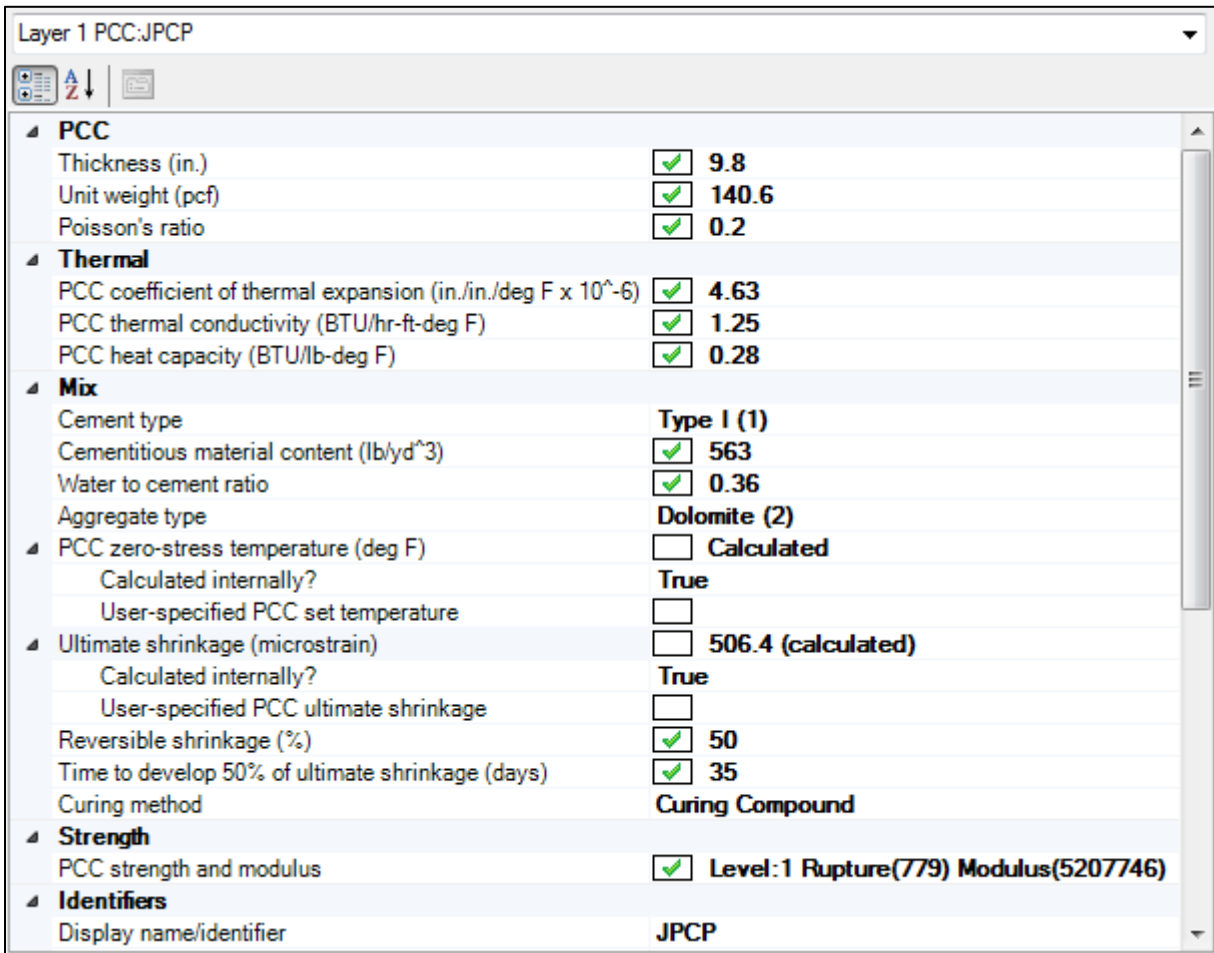 Layer 1 PCC:JPCP
A
Z
PCC
Thickness (in.) 9.8
Unit weight (pcf) 140.6
Poisson's ratio 0.2
Thermal
PCC coefficient of thermal expansion (in./in./deg F x 10^-6) 4.63
PCC thermal conductivity (BTU/hr-ft-deg F) 1.25
PCC heat capacity (BTU/lb-deg F) 0.28
Mix
Cement type Type I (1)
Cementitious material content (lb/yd^3) 563
Water to cement ratio 0.36
Aggregate type Dolomite (2)
PCC zero-stress temperature (deg F) Calculated
Calculated internally? True
User-specified PCC set temperature
Ultimate shrinkage (microstrain) 506.4 (calculated)
Calculated internally? True
User-specified PCC ultimate shrinkage
Reversible shrinkage (%) 50
Time to develop 50% of ultimate shrinkage (days) 35
Curing method Curing Compound
Strength
PCC strength and modulus Level:1 Rupture(779) Modulus(5207746)
Identifiers
Display name/identifier JPCP